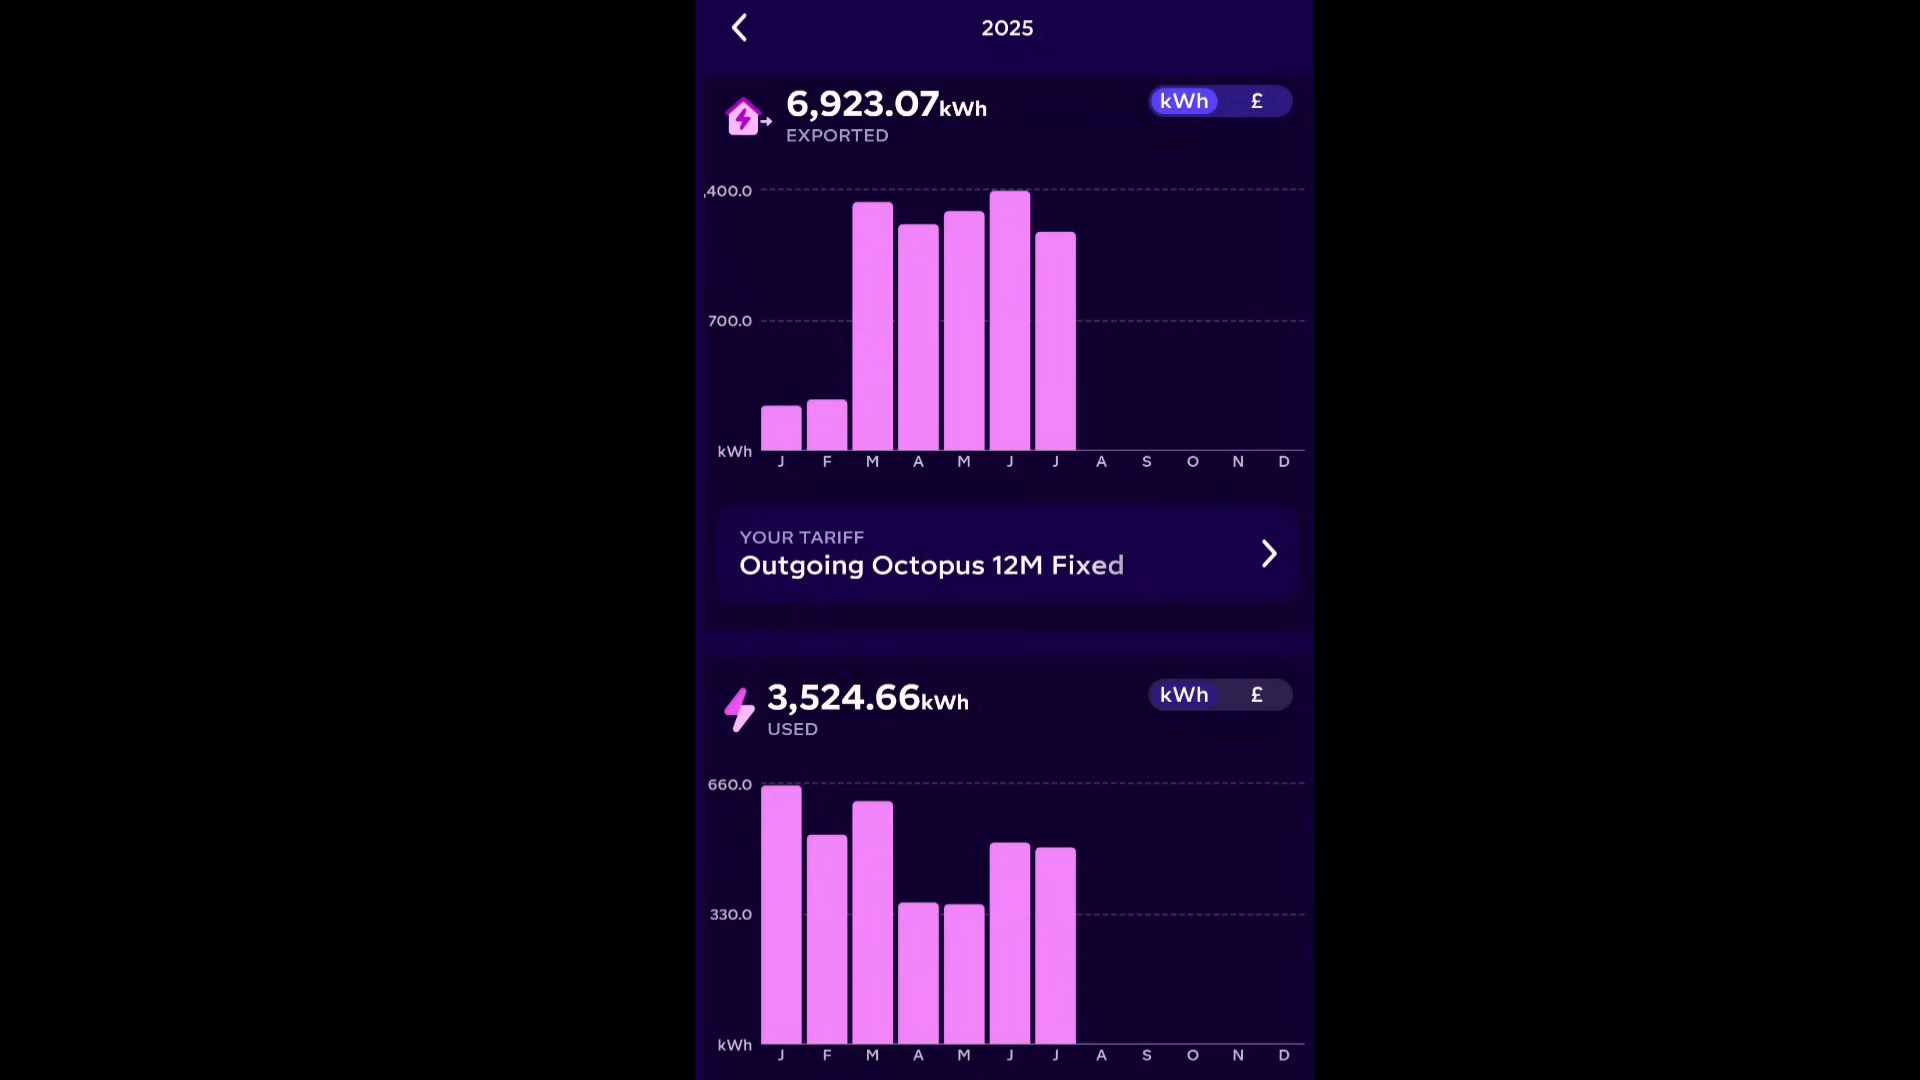 2025
6,923.07kWh
kWh £
EXPORTED
,400.0
700.0
kWh
J F M A M J J A S O N D
YOUR TARIFF
Outgoing Octopus 12M Fixed
3,524.66kWh
kWh £
USED
660.0
330.0
kWh
J F M A M J J A S O N D